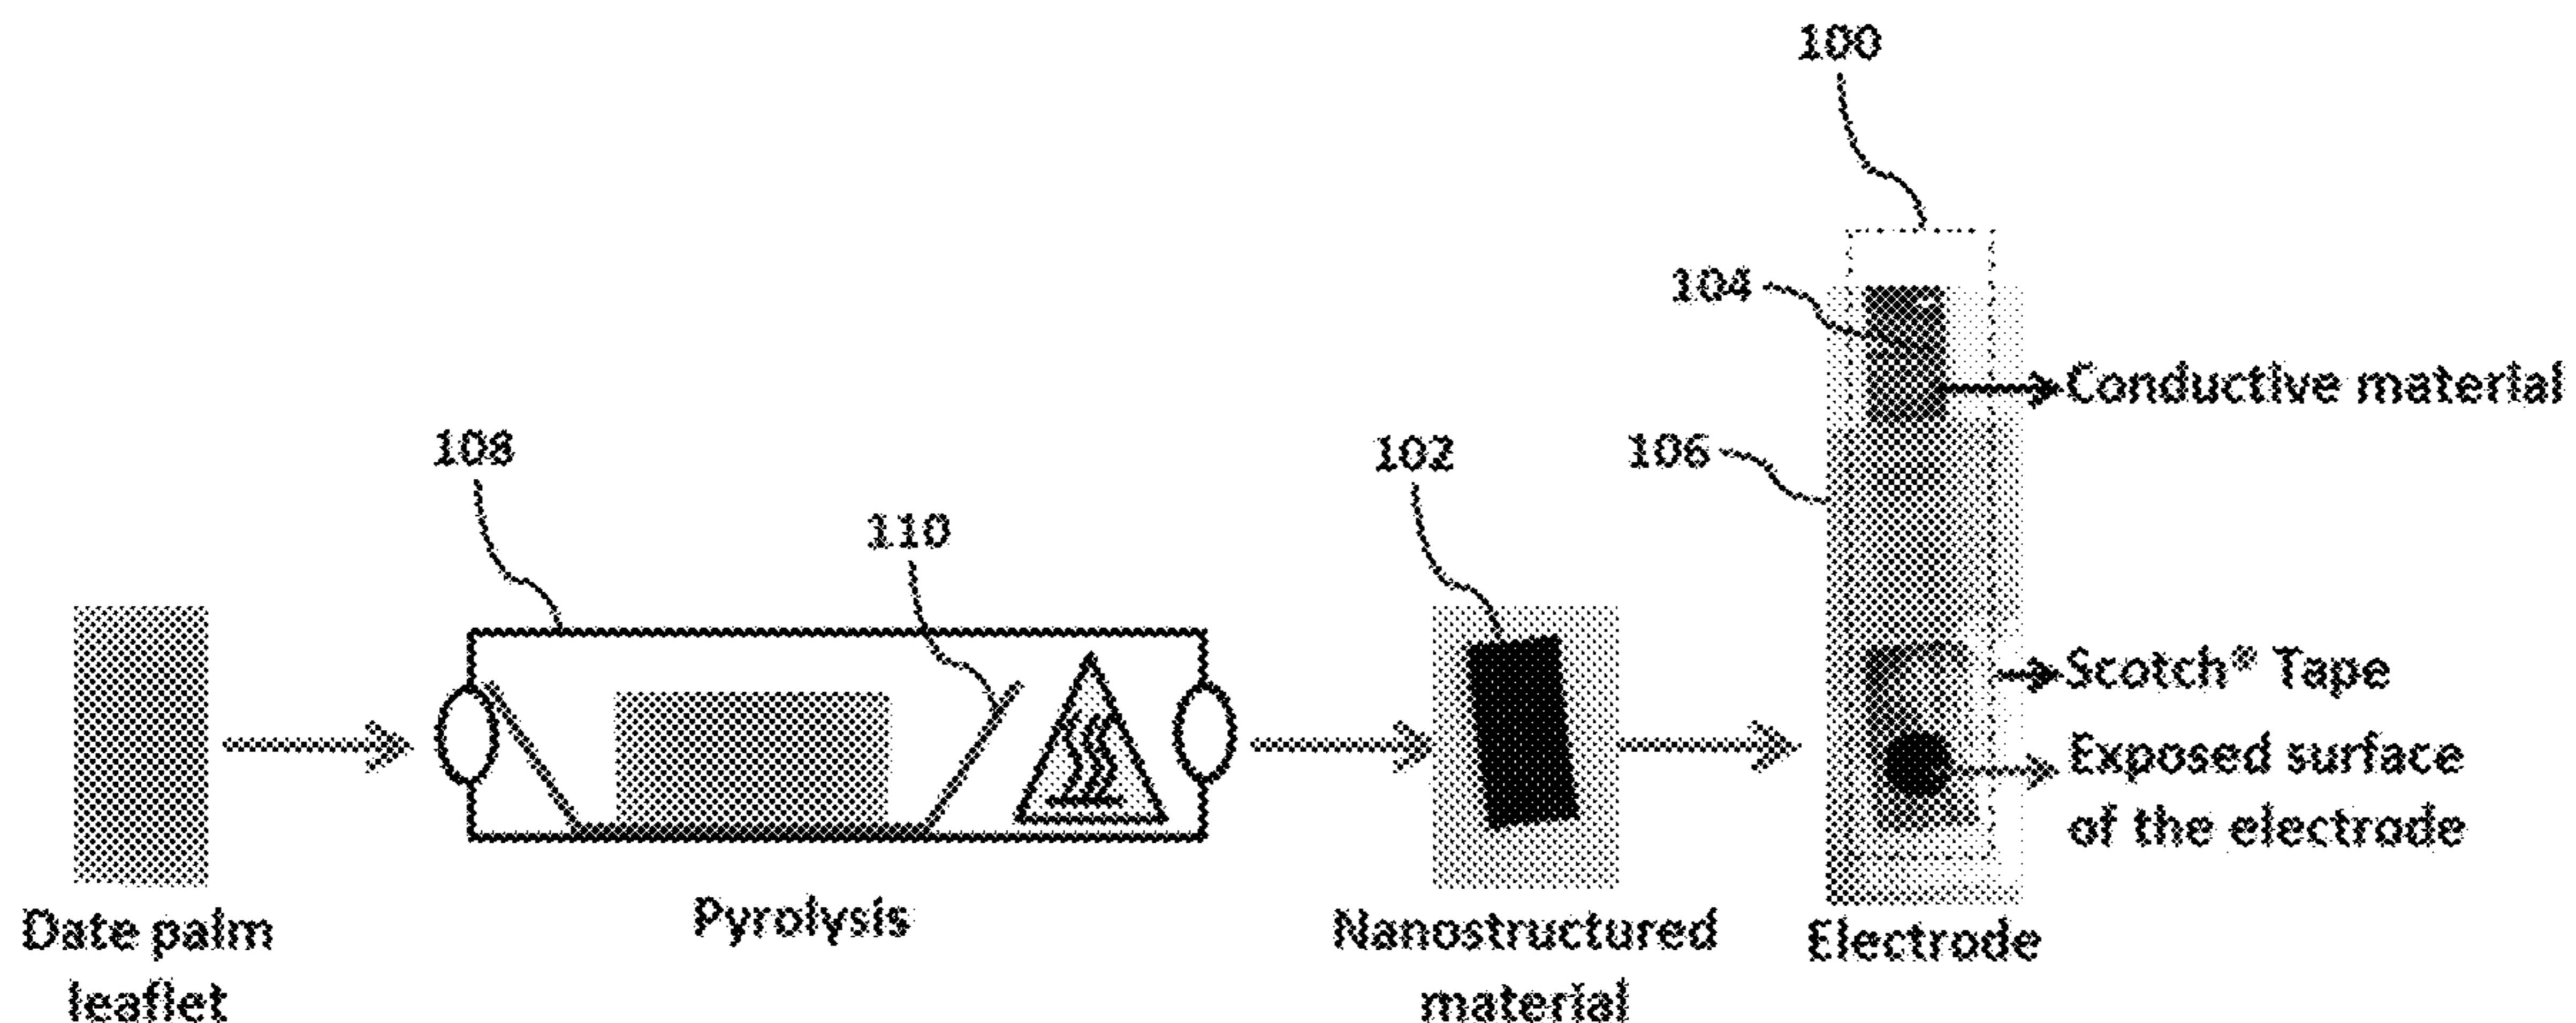 100
104
Conductive material
108
102
106
110
Scotch® Tape
Exposed surface
of the electrode
Date palm
leaflet
Pyrolysis
Nanostructured
material
Electrode